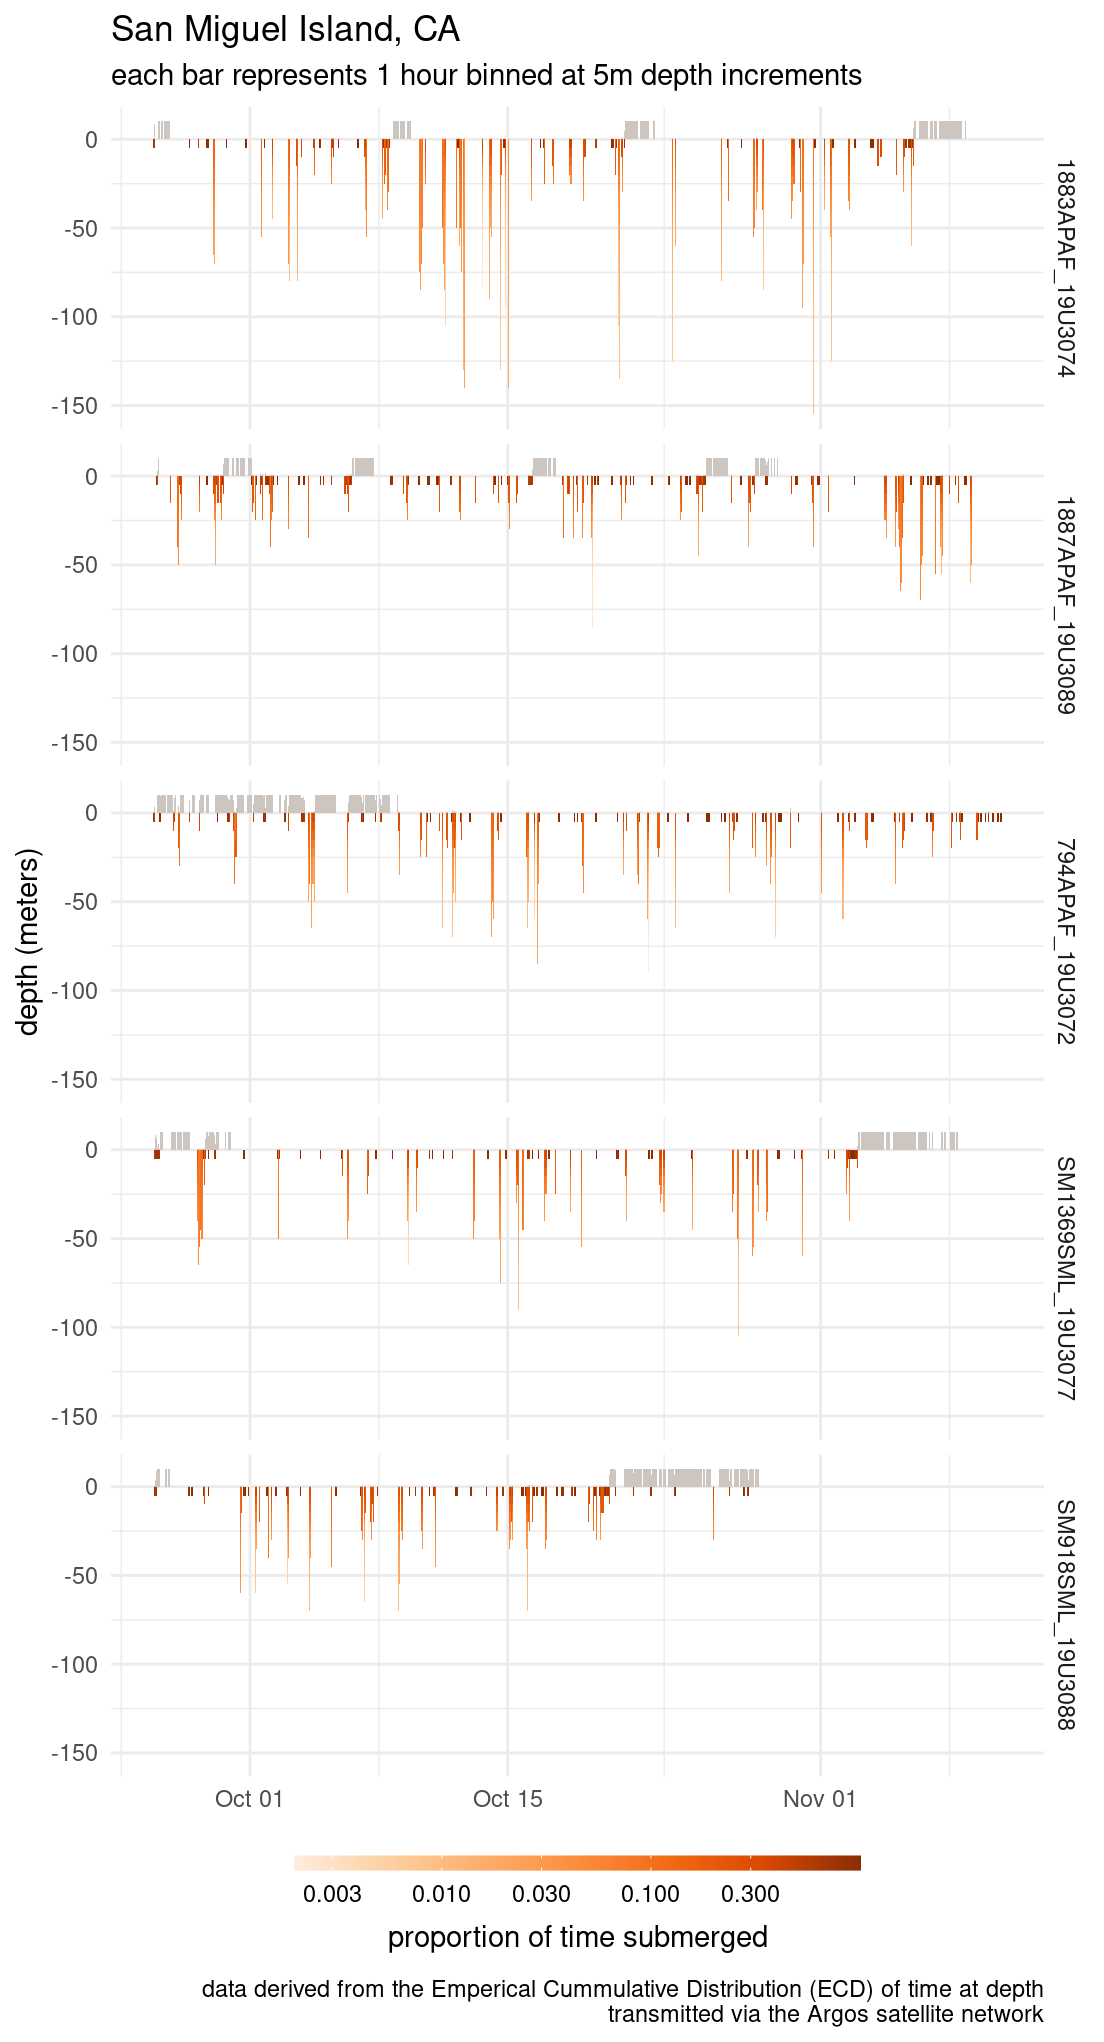 San Miguel Island, CA
each bar represents 1 hour binned at 5m depth increments
0
-50
-100
-150
1883APAF_19U3074
0
-50
-100
-150
1887APAF_19U3089
depth (meters)
0
-50
-100
-150
794APAF_19U3072
0
-50
-100
-150
SM1369SML_19U3077
0
-50
-100
-150
SM918SML_19U3088
Oct 01 Oct 15 Nov 01
0.003 0.010 0.030 0.100 0.300
proportion of time submerged
data derived from the Emperical Cummulative Distribution (ECD) of time at depth
transmitted via the Argos satellite network